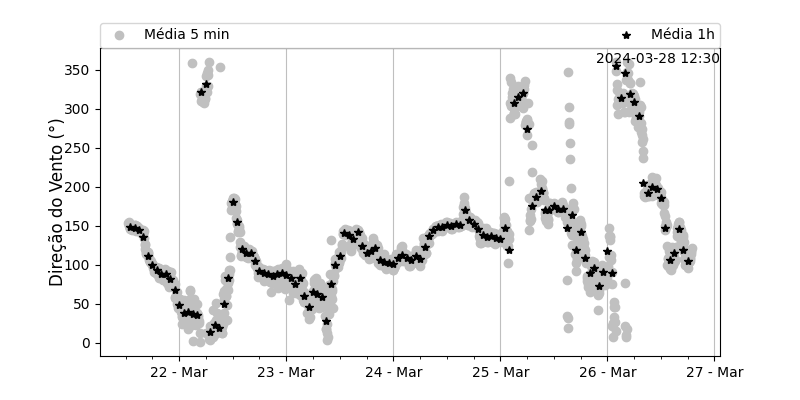 Média 5 min
Média 1h
2024-03-28 12:30
Direção do Vento (°)
350
300
250
200
150
100
50
0
22 - Mar
23 - Mar
24 - Mar
25 - Mar
26 - Mar
27 - Mar